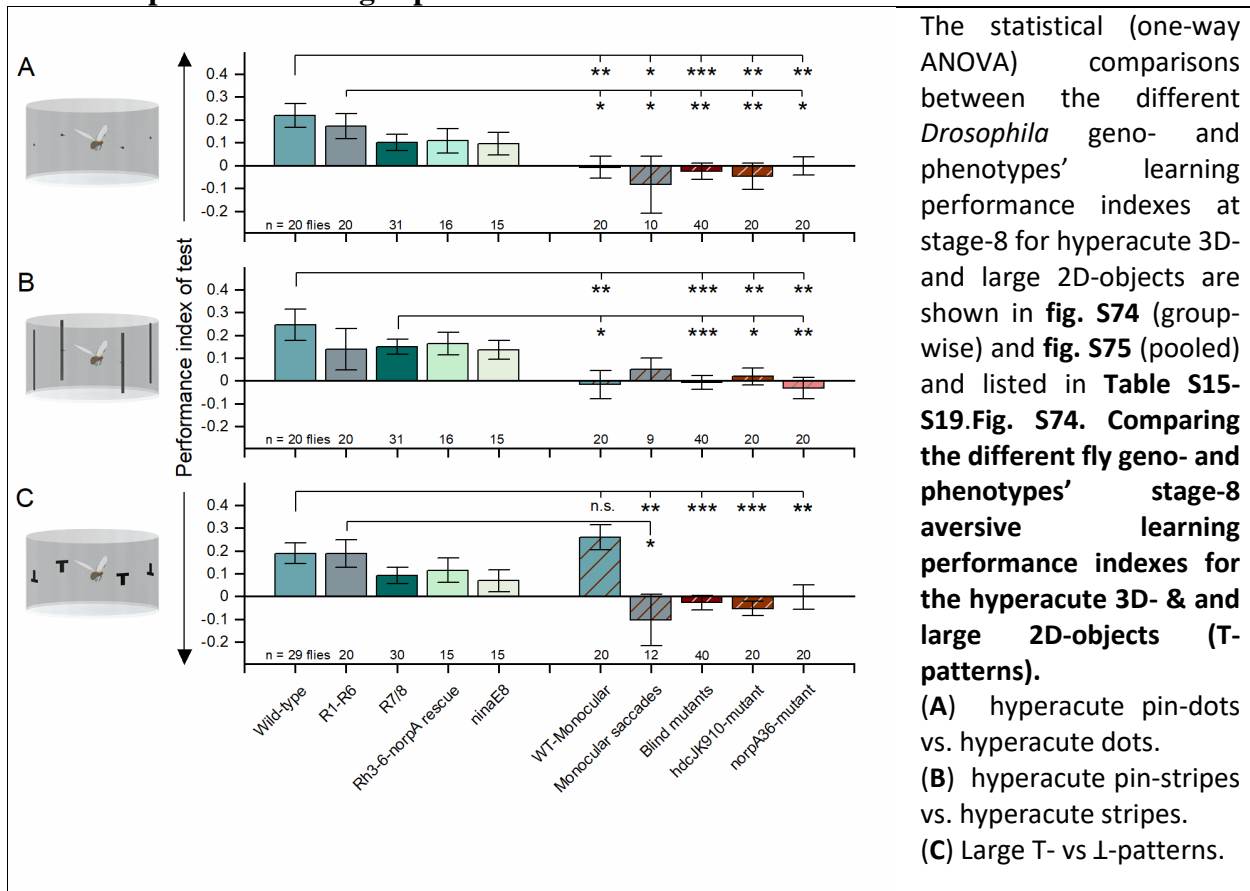 The statistical (one-way
ANOVA) comparisons
between the different
Drosophila geno- and
phenotypes’ learning
performance indexes at
stage-8 for hyperacute 3D-
and large 2D-objects are
shown in fig. S74 (group-
wise) and fig. S75 (pooled)
and listed in Table S15-
S19.Fig. S74. Comparing
the different fly geno- and
phenotypes’ stage-8
aversive learning
performance indexes for
the hyperacute 3D- & and
large 2D-objects (T-
patterns).
(A) hyperacute pin-dots
vs. hyperacute dots.
(B) hyperacute pin-stripes
vs. hyperacute stripes.
(C) Large T- vs ⊥-patterns.
Performance index of test
A
0.4
0.3
0.2
0.1
0
-0.1
-0.2
** * *** ** **
* * ** ** *
n = 20 flies 20 31 16 15 20 10 40 20 20
B
0.4
0.3
0.2
0.1
0
-0.1
-0.2
** *** ** **
* *** * **
n = 20 flies 20 31 16 15 20 9 40 20 20
C
0.4
0.3
0.2
0.1
0
-0.1
-0.2
n.s. ** *** *** **
*
T T
⊥ ⊥
n = 29 flies 20 30 15 15 20 12 40 20 20
Wild-type
R1-R6
R7/8
Rh3-6-norpA rescue
ninaE8
WT-Monocular
Monocular saccades
Blind mutants
hdcJK910-mutant
norpA36-mutant